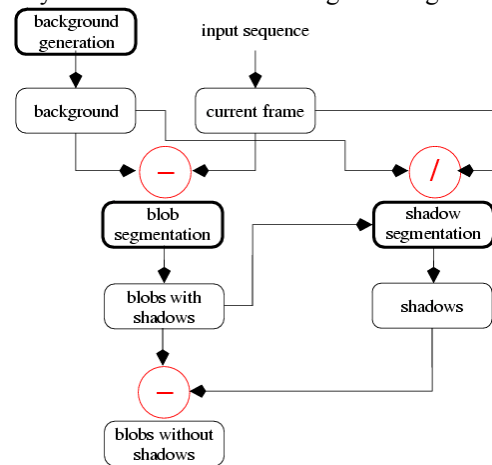 background
generation
input sequence
background
current frame
−
/
blob
segmentation
shadow
segmentation
blobs with
shadows
shadows
−
blobs without
shadows